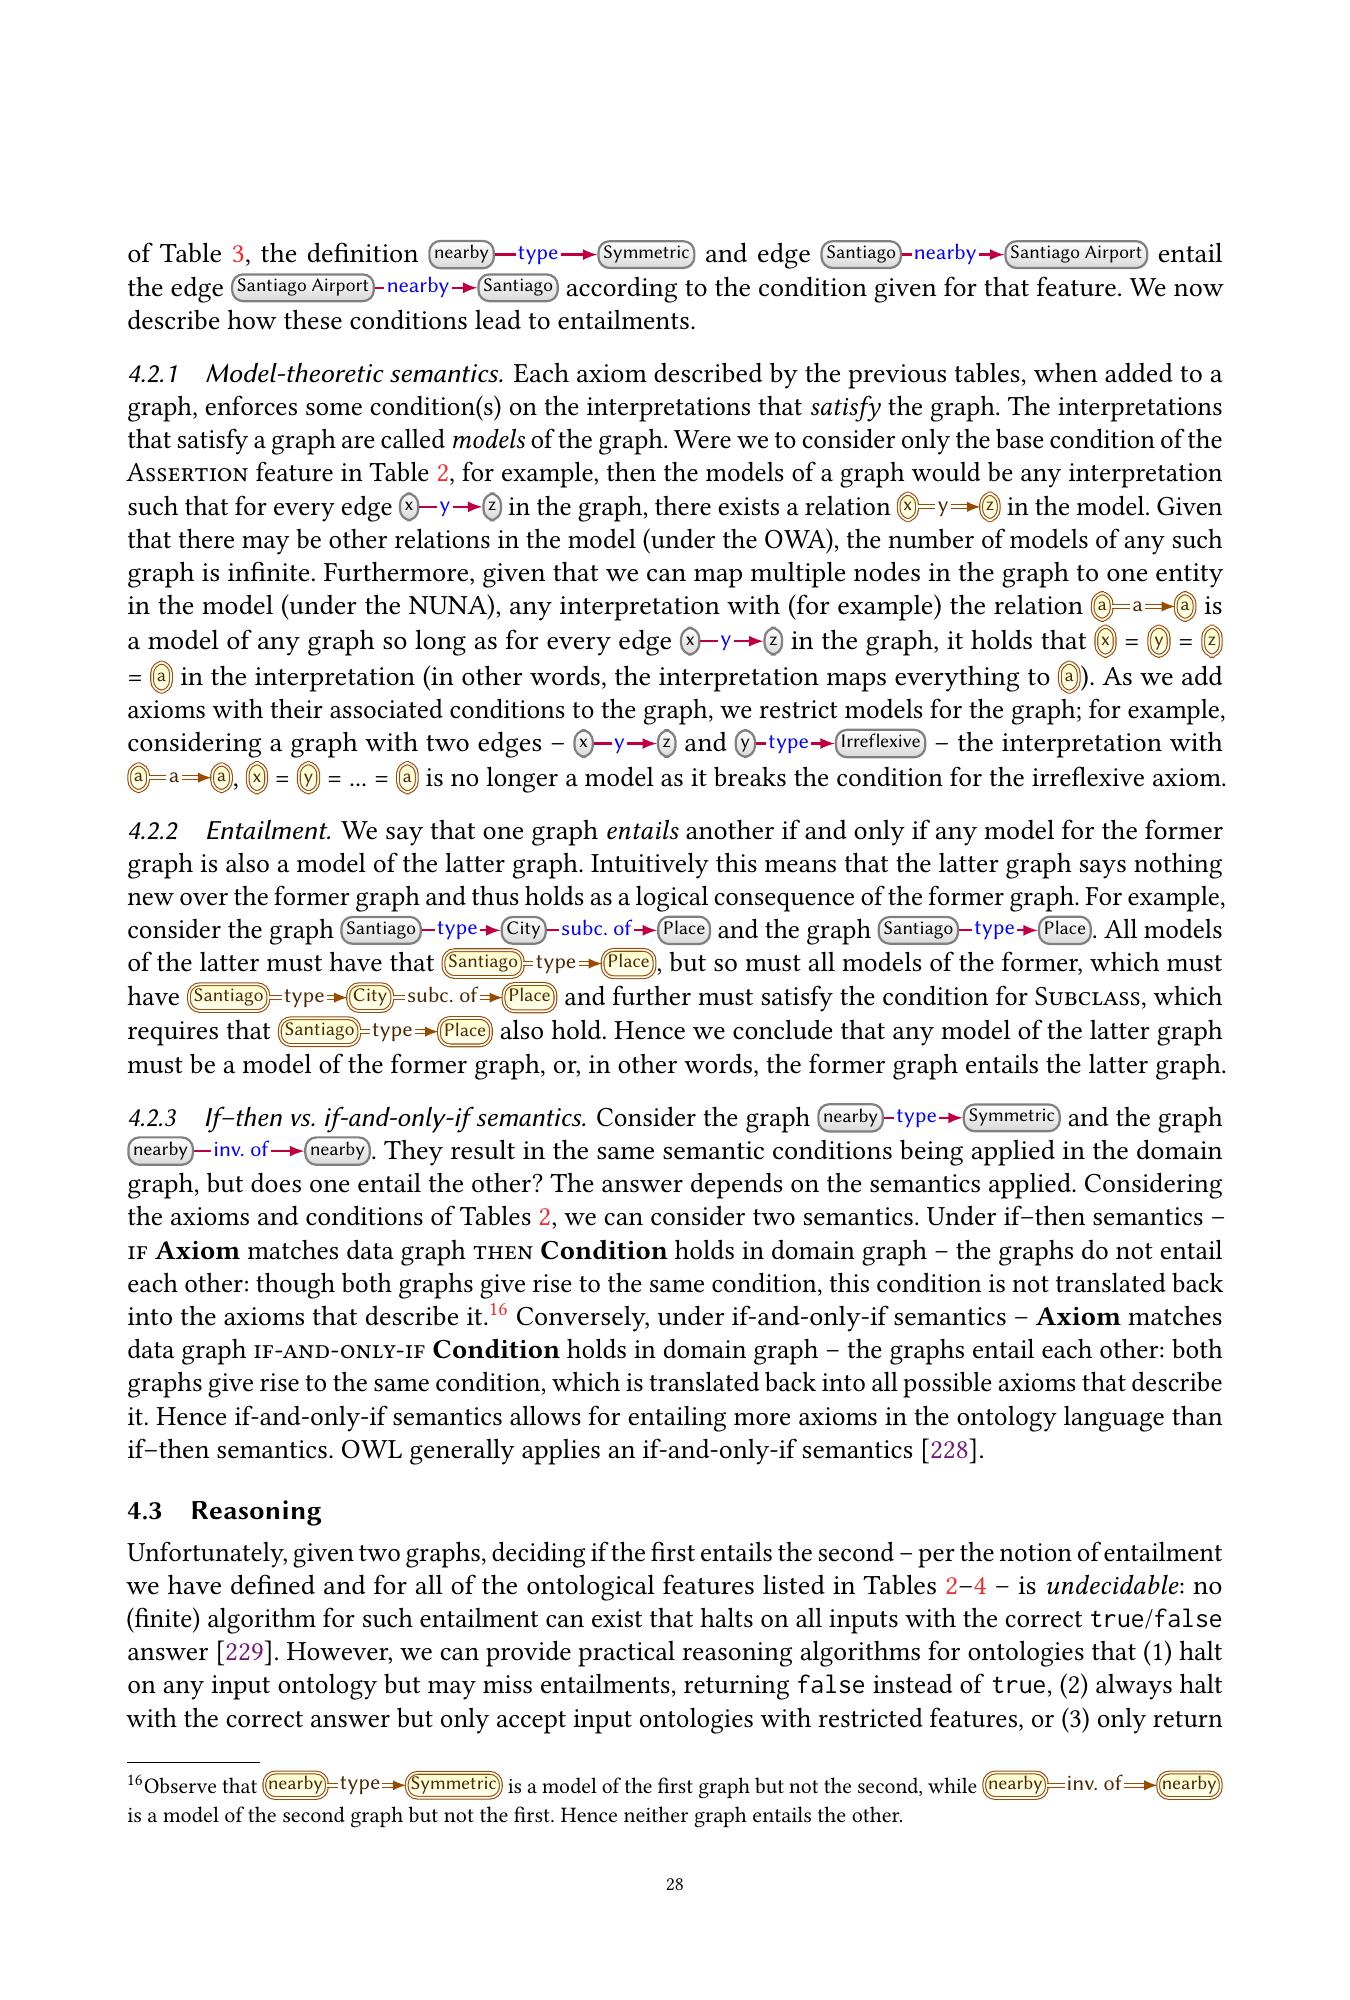 of Table 3, the definition nearby type Symmetric and edge Santiago nearby Santiago Airport entail
the edge Santiago Airport nearby Santiago according to the condition given for that feature. We now
describe how these conditions lead to entailments.
4.2.1 Model-theoretic semantics. Each axiom described by the previous tables, when added to a
graph, enforces some condition(s) on the interpretations that satisfy the graph. The interpretations
that satisfy a graph are called models of the graph. Were we to consider only the base condition of the
Assertion feature in Table 2, for example, then the models of a graph would be any interpretation
such that for every edge x y z in the graph, there exists a relation x y z in the model. Given
that there may be other relations in the model (under the OWA), the number of models of any such
graph is infinite. Furthermore, given that we can map multiple nodes in the graph to one entity
in the model (under the NUNA), any interpretation with (for example) the relation a a a is
a model of any graph so long as for every edge x y z in the graph, it holds that x = y = z
= a in the interpretation (in other words, the interpretation maps everything to a). As we add
axioms with their associated conditions to the graph, we restrict models for the graph; for example,
considering a graph with two edges – x y z and y type Irreflexive – the interpretation with
a a a, x = y = ... = a is no longer a model as it breaks the condition for the irreflexive axiom.
4.2.2 Entailment. We say that one graph entails another if and only if any model for the former
graph is also a model of the latter graph. Intuitively this means that the latter graph says nothing
new over the former graph and thus holds as a logical consequence of the former graph. For example,
consider the graph Santiago type City subc. of Place and the graph Santiago type Place. All models
of the latter must have that Santiago type Place, but so must all models of the former, which must
have Santiago type City subc. of Place and further must satisfy the condition for Subclass, which
requires that Santiago type Place also hold. Hence we conclude that any model of the latter graph
must be a model of the former graph, or, in other words, the former graph entails the latter graph.
4.2.3 If–then vs. if-and-only-if semantics. Consider the graph nearby type Symmetric and the graph
nearby inv. of nearby. They result in the same semantic conditions being applied in the domain
graph, but does one entail the other? The answer depends on the semantics applied. Considering
the axioms and conditions of Tables 2, we can consider two semantics. Under if–then semantics –
if Axiom matches data graph then Condition holds in domain graph – the graphs do not entail
each other: though both graphs give rise to the same condition, this condition is not translated back
into the axioms that describe it.16 Conversely, under if-and-only-if semantics – Axiom matches
data graph if-and-only-if Condition holds in domain graph – the graphs entail each other: both
graphs give rise to the same condition, which is translated back into all possible axioms that describe
it. Hence if-and-only-if semantics allows for entailing more axioms in the ontology language than
if–then semantics. OWL generally applies an if-and-only-if semantics [228].
4.3 Reasoning
Unfortunately, given two graphs, deciding if the first entails the second – per the notion of entailment
we have defined and for all of the ontological features listed in Tables 2–4 – is undecidable: no
(finite) algorithm for such entailment can exist that halts on all inputs with the correct true/false
answer [229]. However, we can provide practical reasoning algorithms for ontologies that (1) halt
on any input ontology but may miss entailments, returning false instead of true, (2) always halt
with the correct answer but only accept input ontologies with restricted features, or (3) only return
16Observe that nearby type Symmetric is a model of the first graph but not the second, while nearby inv. of nearby
is a model of the second graph but not the first. Hence neither graph entails the other.
28